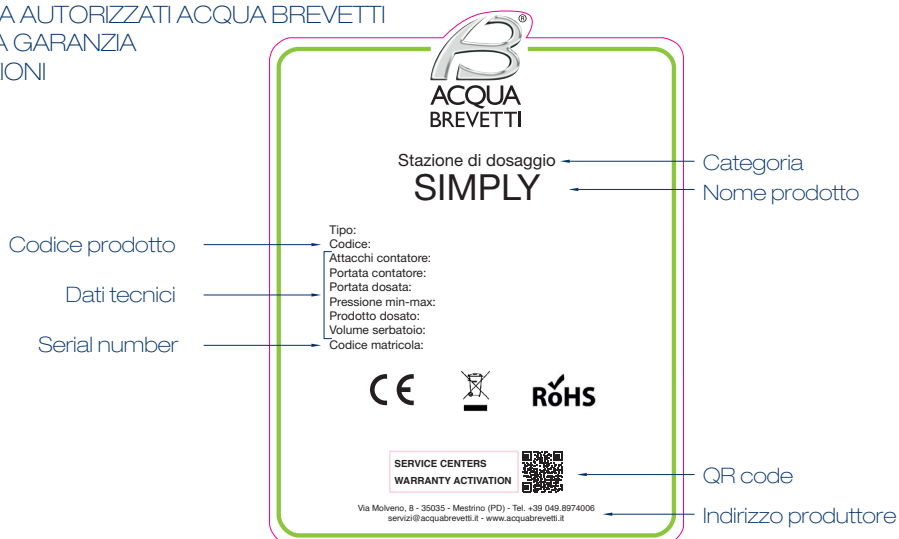 A AUTORIZZATI ACQUA BREVETTI
A GARANZIA
IONI
®
ACQUA
BREVETTI
Stazione di dosaggio
Categoria
SIMPLY
Nome prodotto
Tipo:
Codice prodotto
Codice:
Attacchi contatore:
Portata contatore:
Portata dosata:
Dati tecnici
Pressione min-max:
Prodotto dosato:
Volume serbatoio:
Serial number
Codice matricola:
CE
RoHS
SERVICE CENTERS
WARRANTY ACTIVATION
QR code
Via Molveno, 8 - 35035 - Mestrino (PD) - Tel. +39 049.8974006
servizi@acquabrevetti.it - www.acquabrevetti.it
Indirizzo produttore